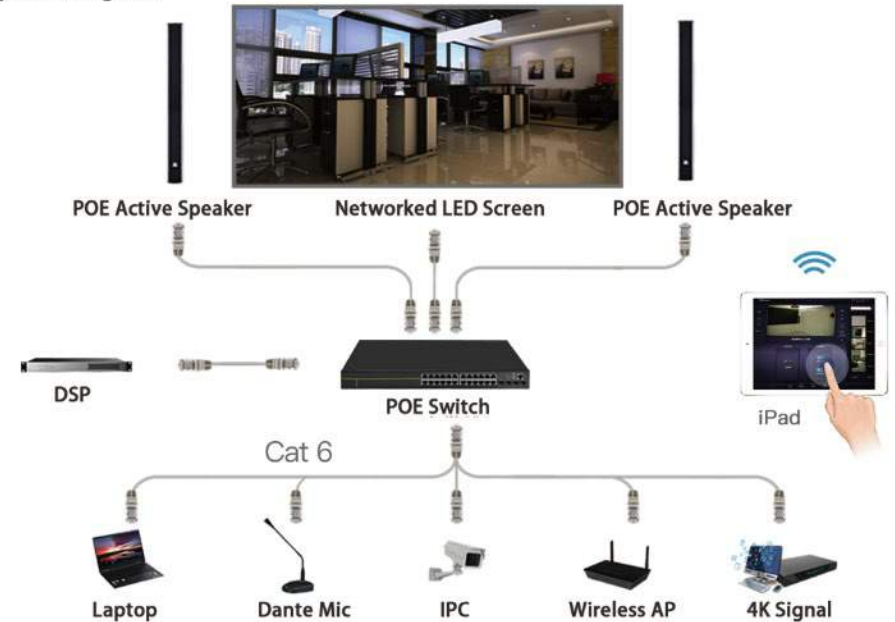 POE Active Speaker
Networked LED Screen
POE Active Speaker
DSP
POE Switch
iPad
Cat 6
Laptop
Dante Mic
IPC
Wireless AP
4K Signal